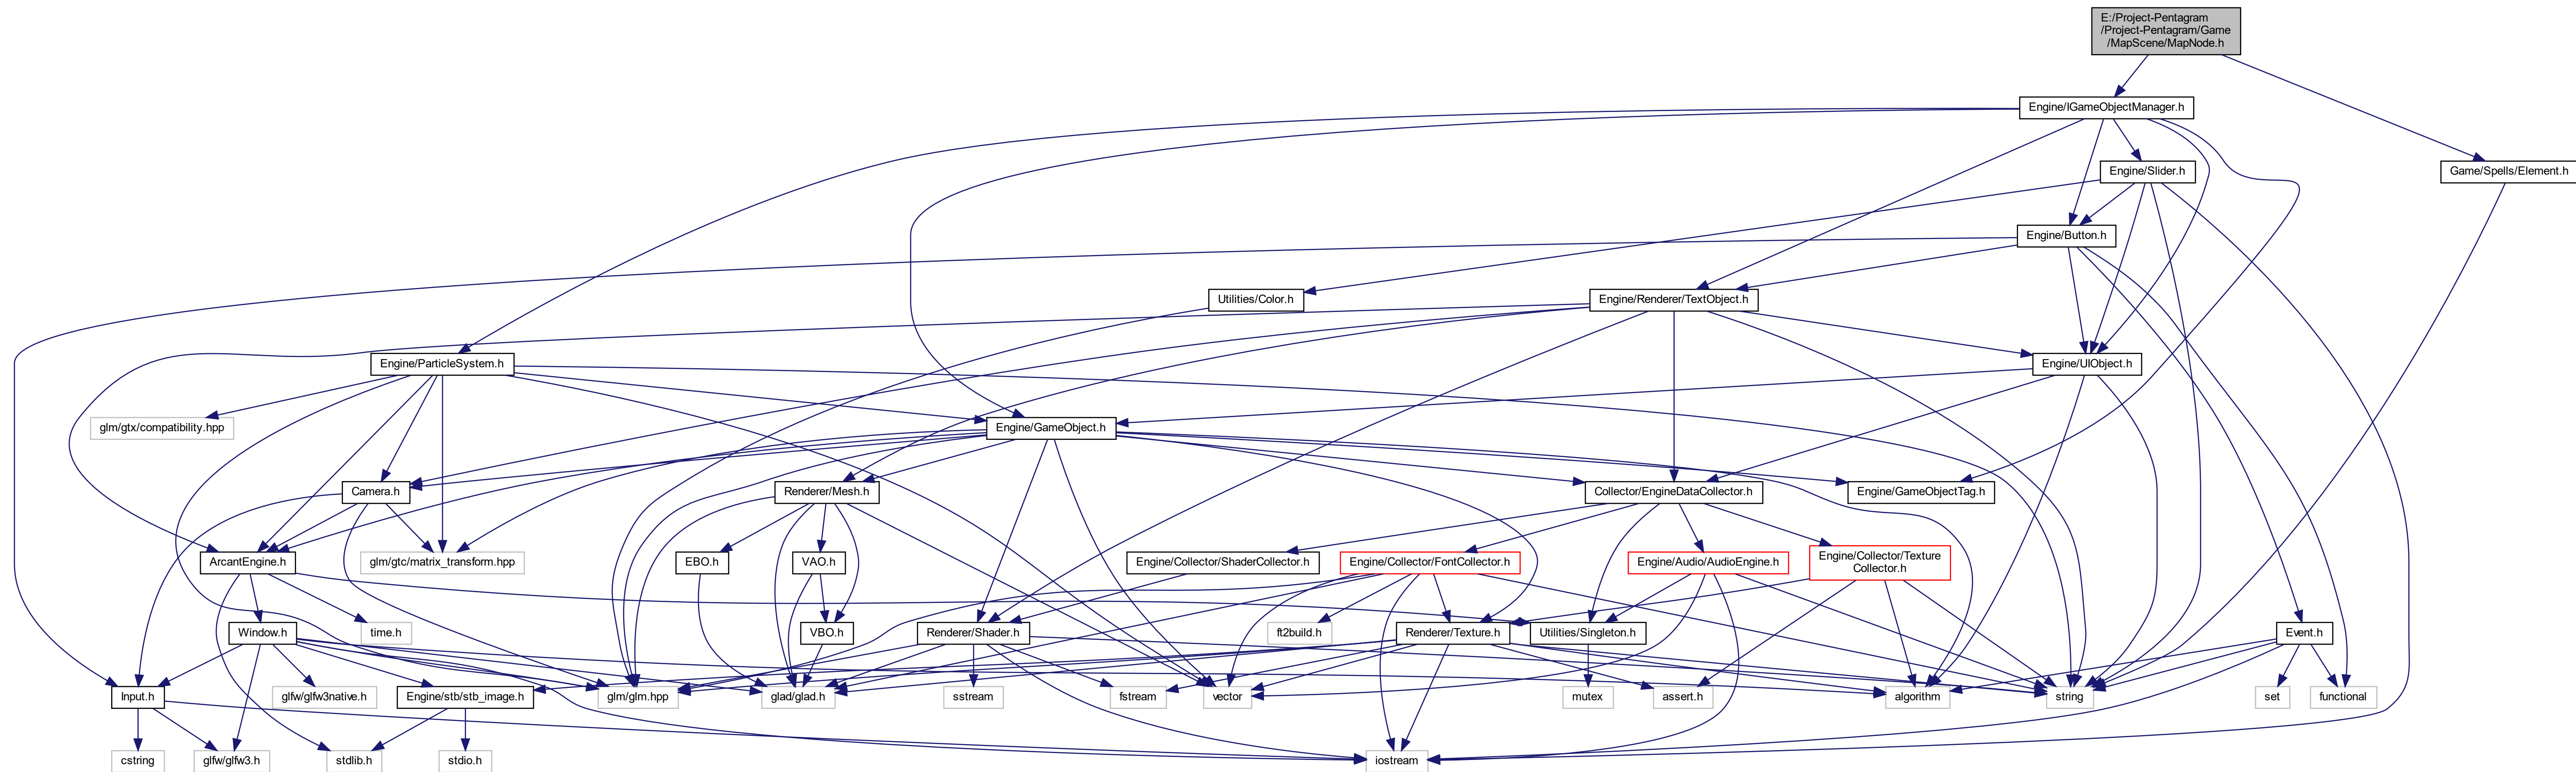 E:/Project-Pentagram
/Project-Pentagram/Game
/MapScene/MapNode.h
Engine/IGameObjectManager.h
Engine/Slider.h
Game/Spells/Element.h
Engine/Button.h
Utilities/Color.h
Engine/Renderer/TextObject.h
Engine/ParticleSystem.h
Engine/UIObject.h
glm/gtx/compatibility.hpp
Engine/GameObject.h
Camera.h
Renderer/Mesh.h
Collector/EngineDataCollector.h
Engine/GameObjectTag.h
ArcantEngine.h
glm/gtc/matrix_transform.hpp
EBO.h
VAO.h
Engine/Collector/ShaderCollector.h
Engine/Collector/FontCollector.h
Engine/Audio/AudioEngine.h
Engine/Collector/Texture
Collector.h
Window.h
time.h
VBO.h
Renderer/Shader.h
ft2build.h
Renderer/Texture.h
Utilities/Singleton.h
Event.h
Input.h
glfw/glfw3native.h
Engine/stb/stb_image.h
glm/glm.hpp
glad/glad.h
sstream
fstream
vector
mutex
assert.h
algorithm
string
set
functional
cstring
glfw/glfw3.h
stdlib.h
stdio.h
iostream